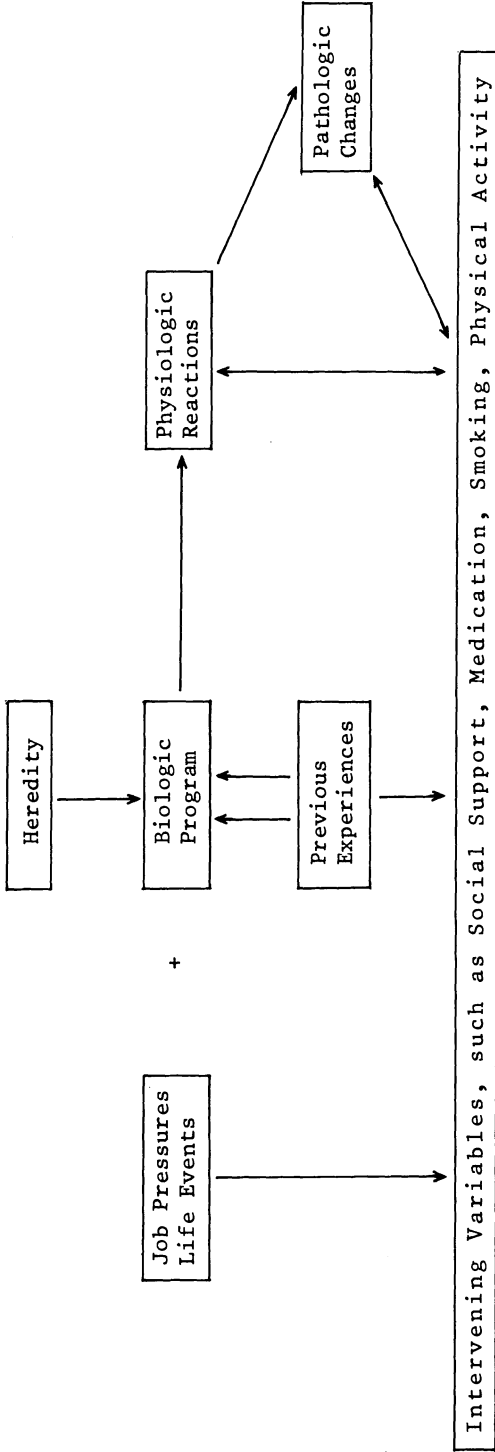 Heredity
Job Pressures
Life Events
+
Biologic
Program
Physiologic
Reactions
Previous
Experiences
Pathologic
Changes
Intervening Variables, such as Social Support, Medication, Smoking, Physical Activity